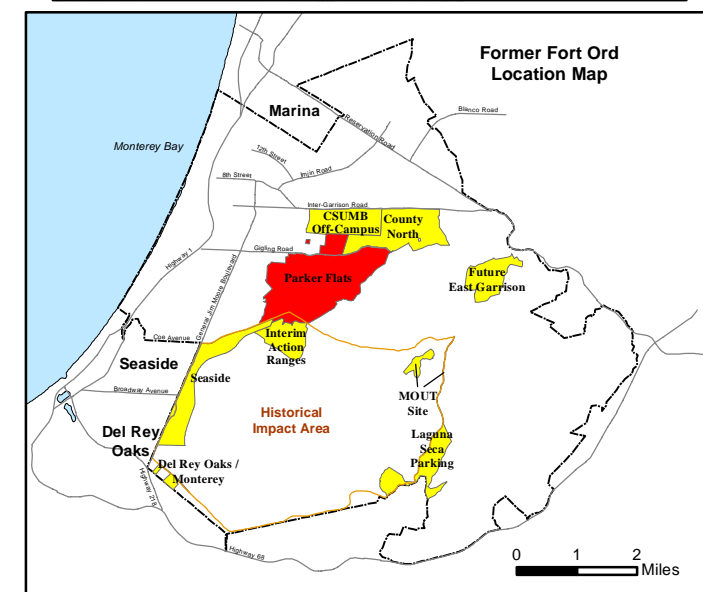 Former Fort Ord
Location Map
Marina
Blanco Road
Reservation Road
Monterey Bay
12th Street
Imjin Road
8th Street
Inter-Garrison Road
CSUMB
Off-Campus
County
North
Gigling Road
Highway 1
General Jim Moore Boulevard
Parker Flats
Future
East Garrison
Coe Avenue
Interim
Action
Ranges
Seaside
Seaside
Broadway Avenue
MOUT
Site
Historical
Impact Area
Del Rey
Oaks
Laguna
Seca
Parking
Del Rey Oaks /
Monterey
Highway 218
Highway 68
0 1 2
Miles